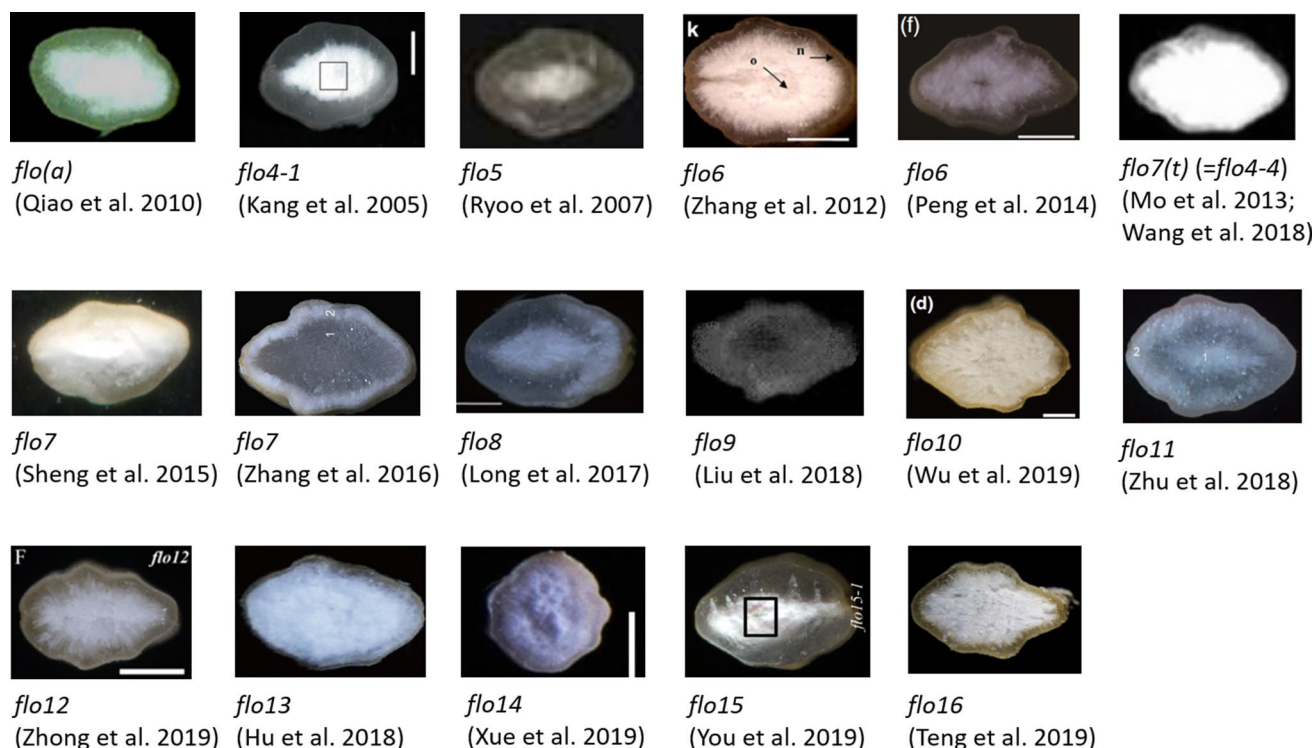 k
n
o
(f)
flo(a)
(Qiao et al. 2010)
flo4-1
(Kang et al. 2005)
flo5
(Ryoo et al. 2007)
flo6
(Zhang et al. 2012)
flo6
(Peng et al. 2014)
flo7(t) (=flo4-4)
(Mo et al. 2013;
Wang et al. 2018)
2
1
(d)
2
1
flo7
(Sheng et al. 2015)
flo7
(Zhang et al. 2016)
flo8
(Long et al. 2017)
flo9
(Liu et al. 2018)
flo10
(Wu et al. 2019)
flo11
(Zhu et al. 2018)
F
flo12
flo15-1
flo12
(Zhong et al. 2019)
flo13
(Hu et al. 2018)
flo14
(Xue et al. 2019)
flo15
(You et al. 2019)
flo16
(Teng et al. 2019)